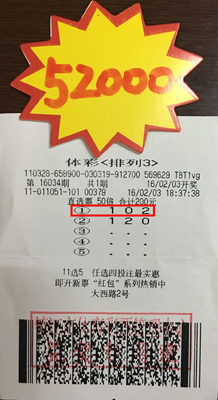 52000
体彩<排列3>
110328-658900-030319-912700 569629 T8T1vg
第 16034期 共1期 16/02/03开奖
11-011051-101 00379 16/02/03 18:37:38
直选票 50倍 合计200元
① 1 0 2
② 1 2 0
③ - - -
④ - - -
⑤ - - -
11选5 任选四投注最实惠
即开新票“红包”系列热销中
大西路2号